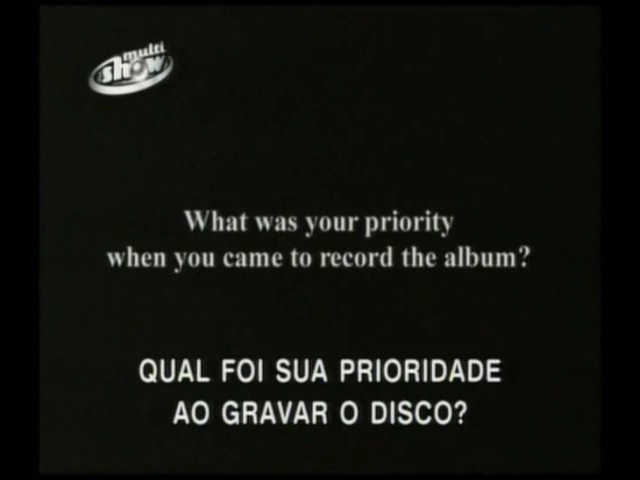 multi
show
What was your priority
when you came to record the album?
QUAL FOI SUA PRIORIDADE
AO GRAVAR O DISCO?